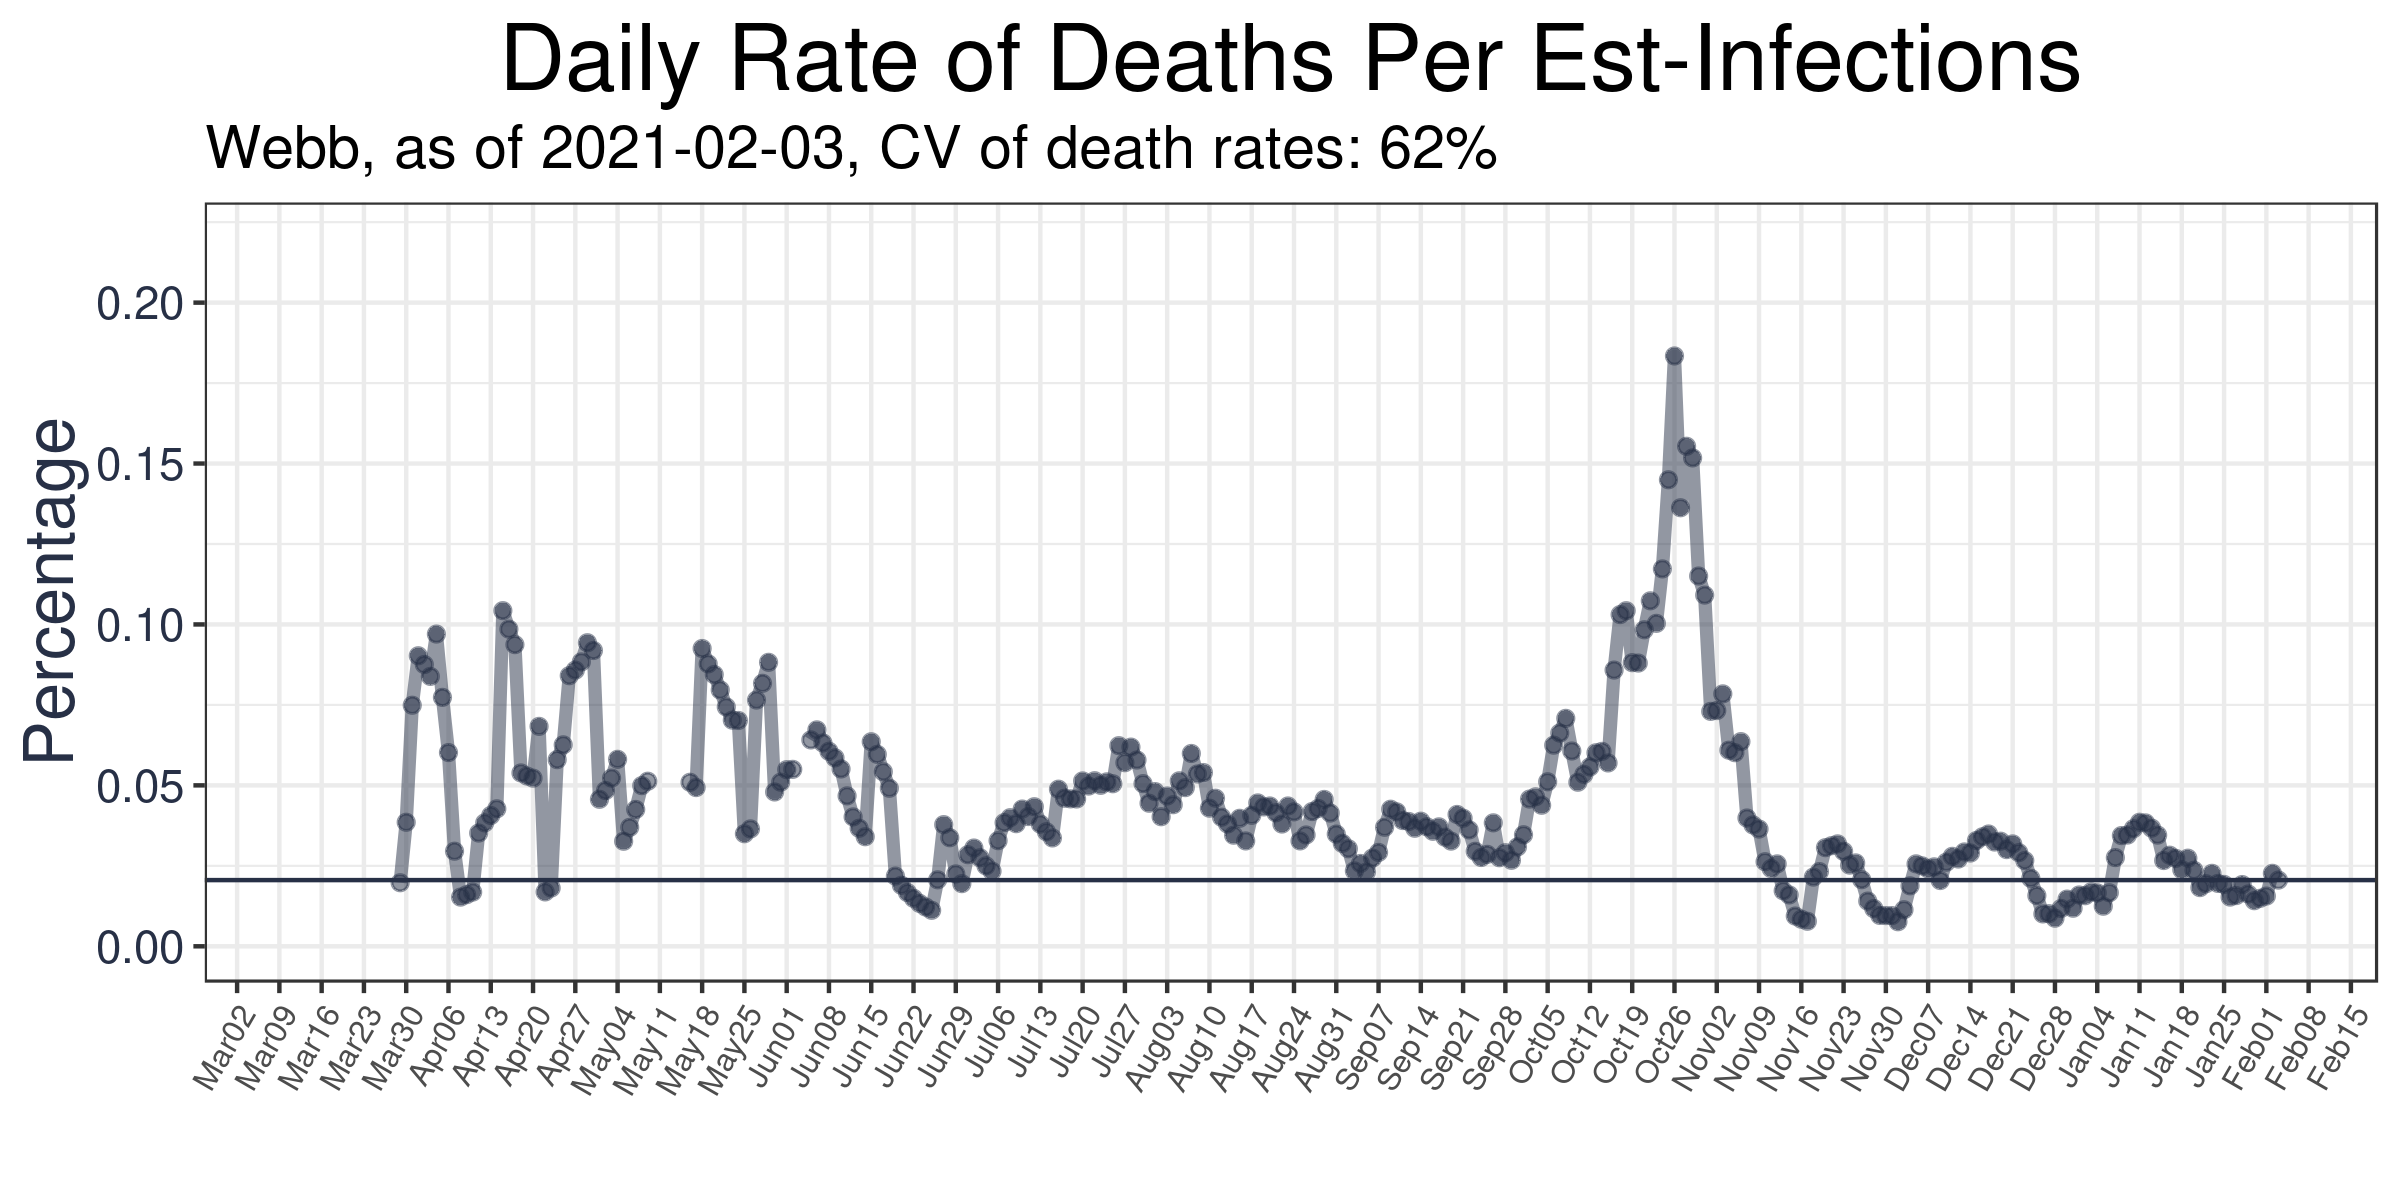 Daily Rate of Deaths Per Est-Infections
Webb, as of 2021-02-03, CV of death rates: 62%
Percentage
0.20
0.15
0.10
0.05
0.00
Mar02
Mar09
Mar16
Mar23
Mar30
Apr06
Apr13
Apr20
Apr27
May04
May11
May18
May25
Jun01
Jun08
Jun15
Jun22
Jun29
Jul06
Jul13
Jul20
Jul27
Aug03
Aug10
Aug17
Aug24
Aug31
Sep07
Sep14
Sep21
Sep28
Oct05
Oct12
Oct19
Oct26
Nov02
Nov09
Nov16
Nov23
Nov30
Dec07
Dec14
Dec21
Dec28
Jan04
Jan11
Jan18
Jan25
Feb01
Feb08
Feb15